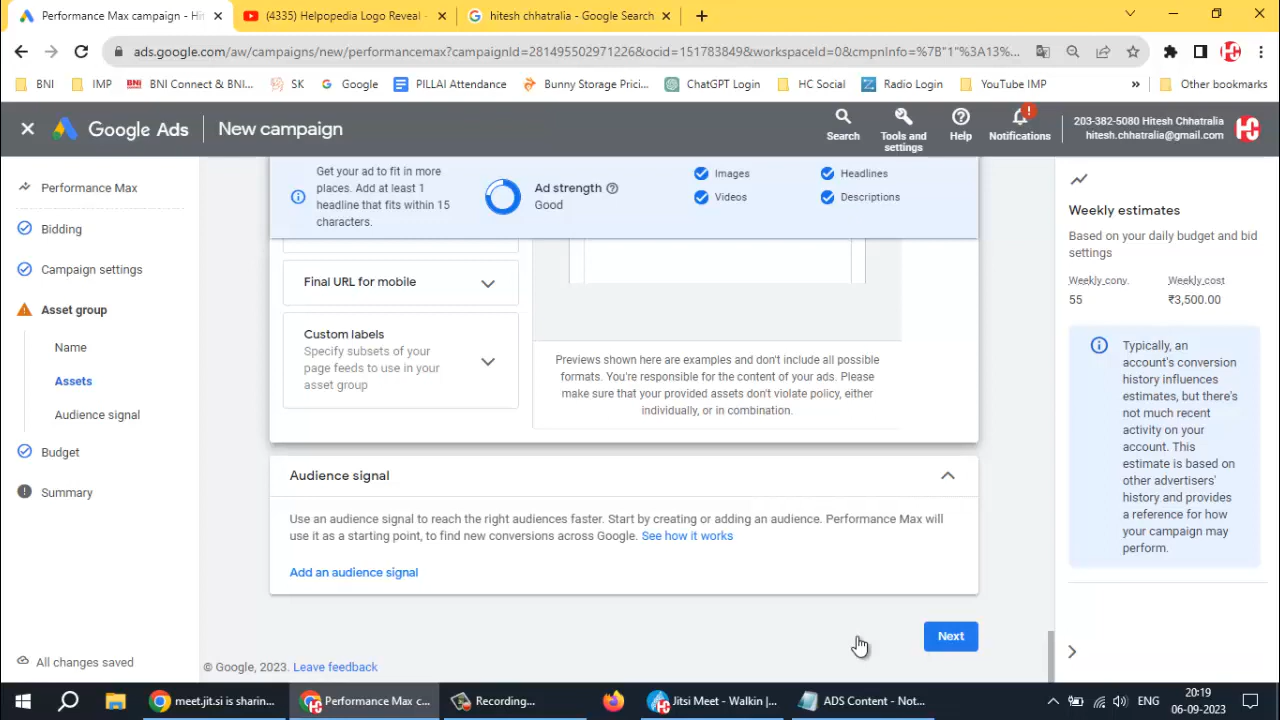 Performance Max campaign - Hit
(4335) Helpopedia Logo Reveal -
hitesh chhatralia - Google Search
ads.google.com/aw/campaigns/new/performancemax?campaignId=281495502971226&ocid=151783849&workspaceId=0&cmpnInfo=%7B"1"%3A13%...
BNI
IMP
BNI Connect & BNI...
SK
Google
PILLAI Attendance
Bunny Storage Prici...
ChatGPT Login
HC Social
Radio Login
YouTube IMP
»
Other bookmarks
Google Ads
New campaign
Search
Tools and
settings
Help
Notifications
203-382-5080 Hitesh Chhatralia
hitesh.chhatralia@gmail.com
Performance Max
Bidding
Campaign settings
Asset group
Name
Assets
Audience signal
Budget
Summary
All changes saved
Get your ad to fit in more
places. Add at least 1
headline that fits within 15
characters.
Ad strength
Good
Images
Videos
Headlines
Descriptions
Final URL for mobile
Custom labels
Specify subsets of your
page feeds to use in your
asset group
Previews shown here are examples and don't include all possible
formats. You're responsible for the content of your ads. Please
make sure that your provided assets don't violate policy, either
individually, or in combination.
Audience signal
Use an audience signal to reach the right audiences faster. Start by creating or adding an audience. Performance Max will
use it as a starting point, to find new conversions across Google. See how it works
Add an audience signal
Next
© Google, 2023. Leave feedback
Weekly estimates
Based on your daily budget and bid
settings
Weekly conv.
Weekly cost
55
₹3,500.00
Typically, an
account's conversion
history influences
estimates, but there's
not much recent
activity on your
account. This
estimate is based on
other advertisers'
history and provides
a reference for how
your campaign may
perform.
meet.jit.si is sharin...
Performance Max c...
Recording...
Jitsi Meet - Walkin |...
ADS Content - Not...
ENG
20:19
06-09-2023